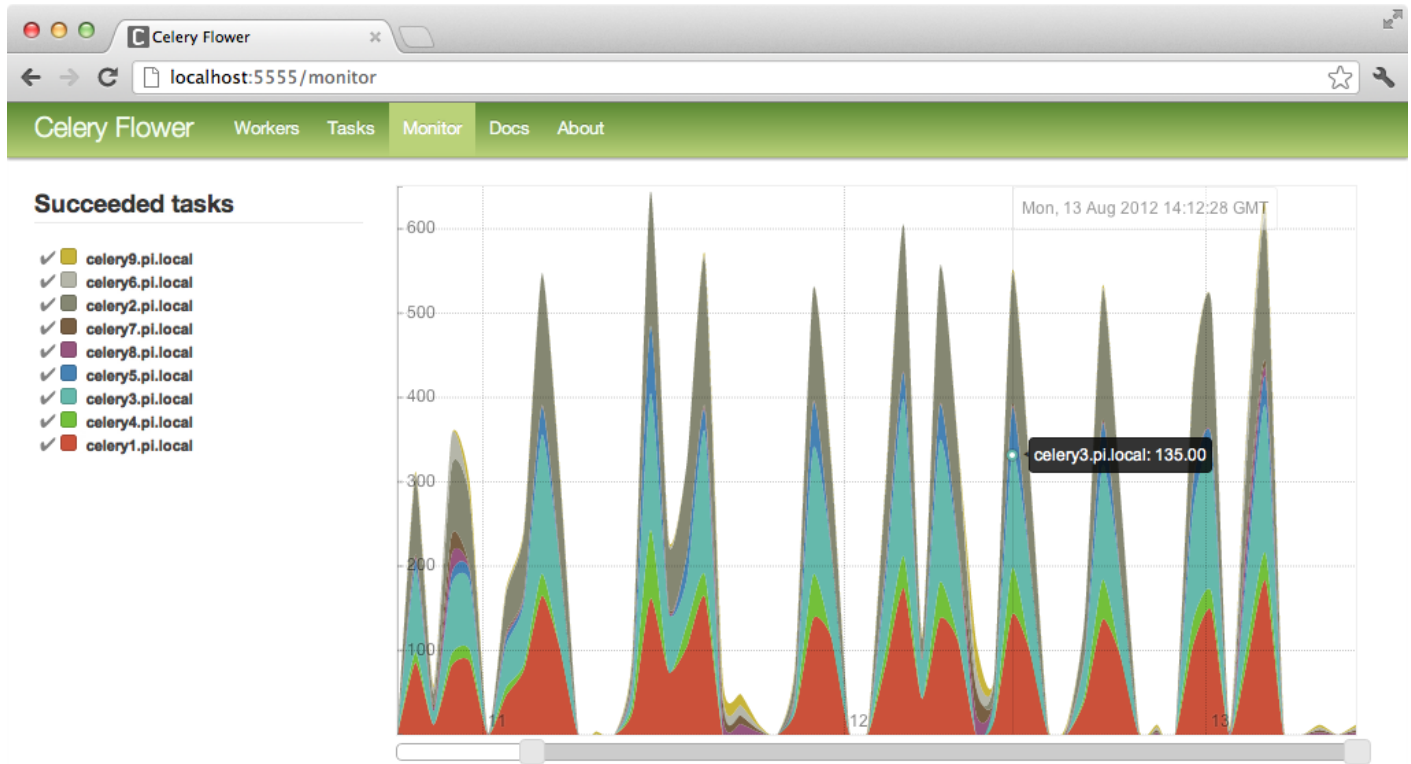 Celery Flower
localhost:5555/monitor
Celery Flower Workers Tasks Monitor Docs About
Succeeded tasks
celery9.pi.local
celery6.pi.local
celery2.pi.local
celery7.pi.local
celery8.pi.local
celery5.pi.local
celery3.pi.local
celery4.pi.local
celery1.pi.local
Mon, 13 Aug 2012 14:12:28 GMT
600
500
400
celery3.pi.local: 135.00
300
200
100
11 12 13